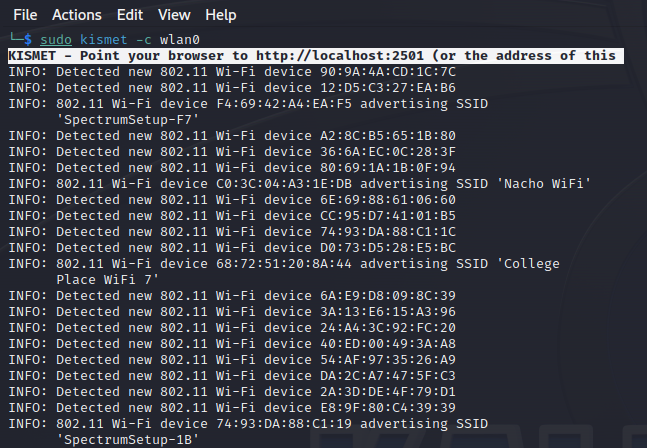 File Actions Edit View Help
└─$ sudo kismet -c wlan0
KISMET - Point your browser to http://localhost:2501 (or the address of this
INFO: Detected new 802.11 Wi-Fi device 90:9A:4A:CD:1C:7C
INFO: Detected new 802.11 Wi-Fi device 12:D5:C3:27:EA:B6
INFO: 802.11 Wi-Fi device F4:69:42:A4:EA:F5 advertising SSID
'SpectrumSetup-F7'
INFO: Detected new 802.11 Wi-Fi device A2:8C:B5:65:1B:80
INFO: Detected new 802.11 Wi-Fi device 36:6A:EC:0C:28:3F
INFO: Detected new 802.11 Wi-Fi device 80:69:1A:1B:0F:94
INFO: 802.11 Wi-Fi device C0:3C:04:A3:1E:DB advertising SSID 'Nacho WiFi'
INFO: Detected new 802.11 Wi-Fi device 6E:69:88:61:06:60
INFO: Detected new 802.11 Wi-Fi device CC:95:D7:41:01:B5
INFO: Detected new 802.11 Wi-Fi device 74:93:DA:88:C1:1C
INFO: Detected new 802.11 Wi-Fi device D0:73:D5:28:E5:BC
INFO: 802.11 Wi-Fi device 68:72:51:20:8A:44 advertising SSID 'College
Place WiFi 7'
INFO: Detected new 802.11 Wi-Fi device 6A:E9:D8:09:8C:39
INFO: Detected new 802.11 Wi-Fi device 3A:13:E6:15:A3:96
INFO: Detected new 802.11 Wi-Fi device 24:A4:3C:92:FC:20
INFO: Detected new 802.11 Wi-Fi device 40:ED:00:49:3A:A8
INFO: Detected new 802.11 Wi-Fi device 54:AF:97:35:26:A9
INFO: Detected new 802.11 Wi-Fi device DA:2C:A7:47:5F:C3
INFO: Detected new 802.11 Wi-Fi device 2A:3D:DE:4F:79:D1
INFO: Detected new 802.11 Wi-Fi device E8:9F:80:C4:39:39
INFO: 802.11 Wi-Fi device 74:93:DA:88:C1:19 advertising SSID
'SpectrumSetup-1B'